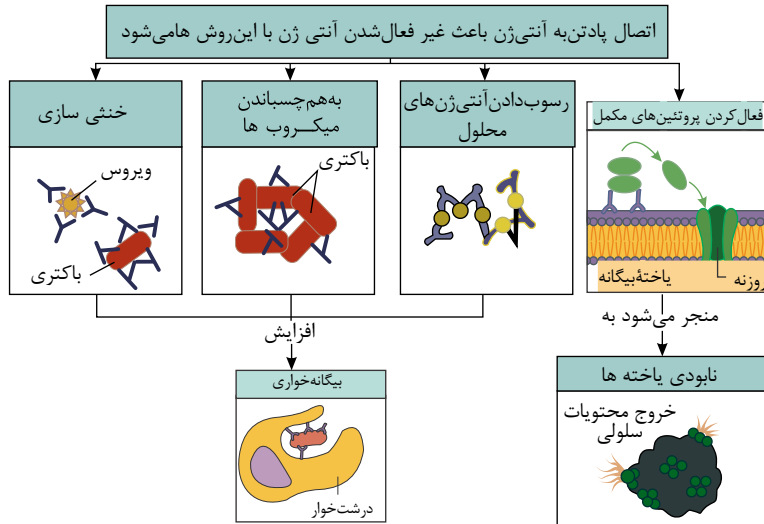 اتصال پادتن‌به آنتی‌ژن باعث غیر فعال‌شدن آنتی ژن با این‌روش هامی‌شود
خنثی سازی
ویروس
باکتری
به‌هم‌چسباندن
میکـــروب ها
باکتری
رسوب‌دادن‌آنتی‌ژن‌های
محلول
فعال‌کردن پروتئین‌های مکمل
یاختهٔ‌بیگانه
روزنه
افزایش
منجر می‌شود به
بیگانه‌خواری
درشت‌خوار
نابودی یاخته ها
خروج محتویات
سلولی